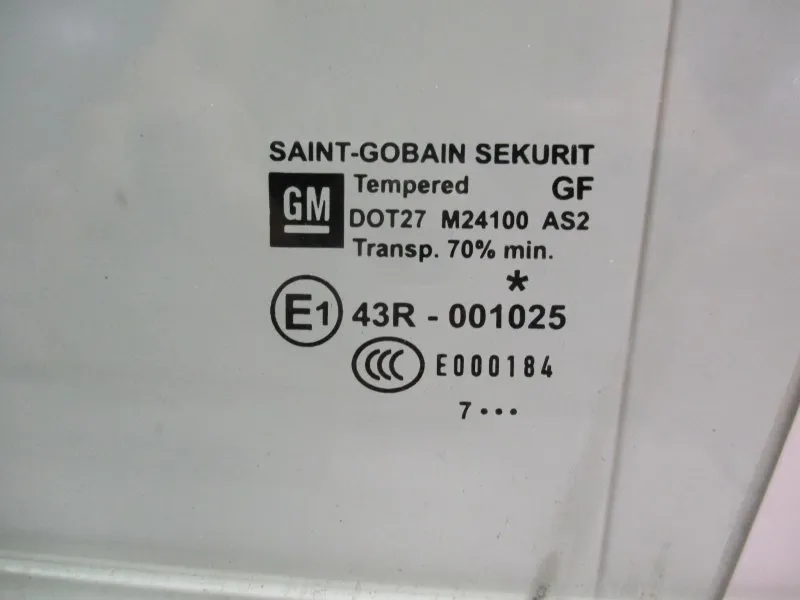 SAINT-GOBAIN SEKURIT
GM Tempered GF
DOT27 M24100 AS2
Transp. 70% min.
*
E1 43R - 001025
CCC E000184
7 •••